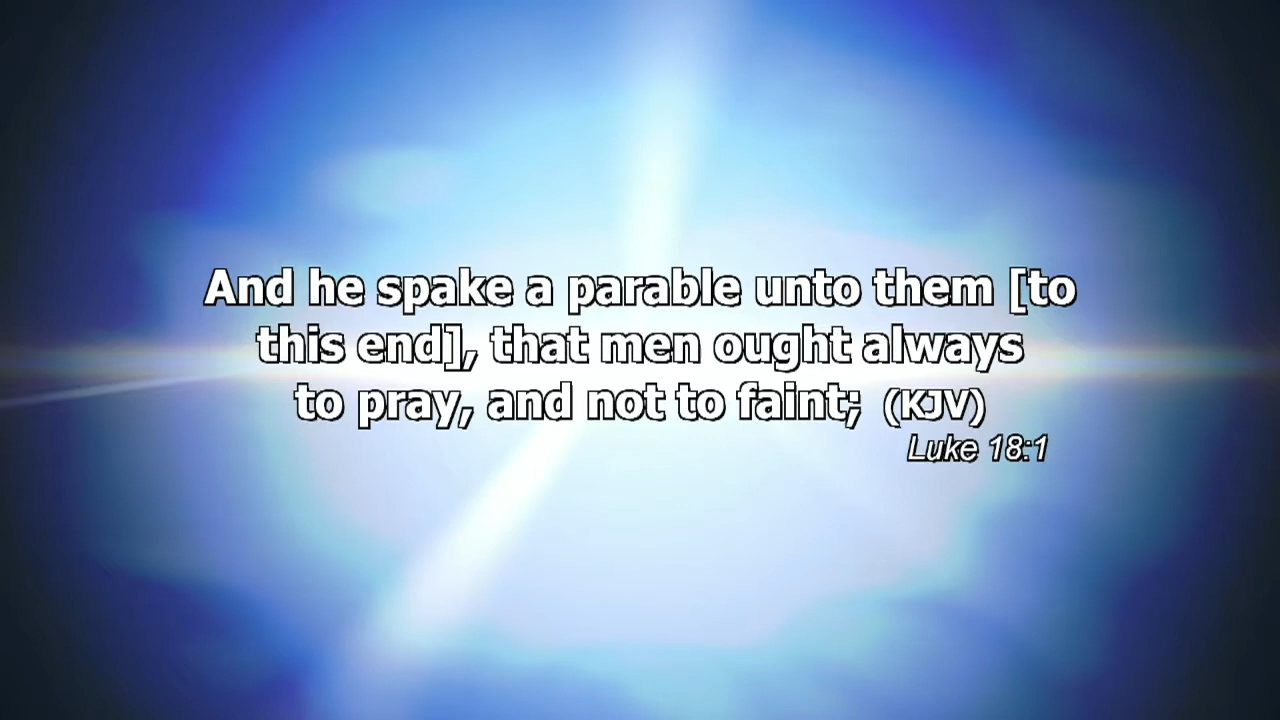 And he spake a parable unto them [to
this end], that men ought always
to pray, and not to faint; (KJV)
Luke 18:1